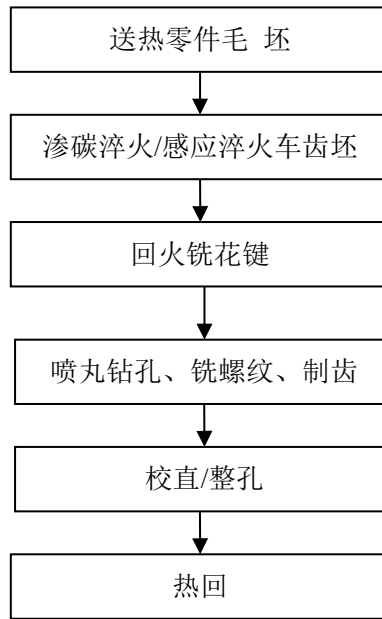 送热零件毛 坯
渗碳淬火/感应淬火车齿坯
回火铣花键
喷丸钻孔、铣螺纹、制齿
校直/整孔
热回